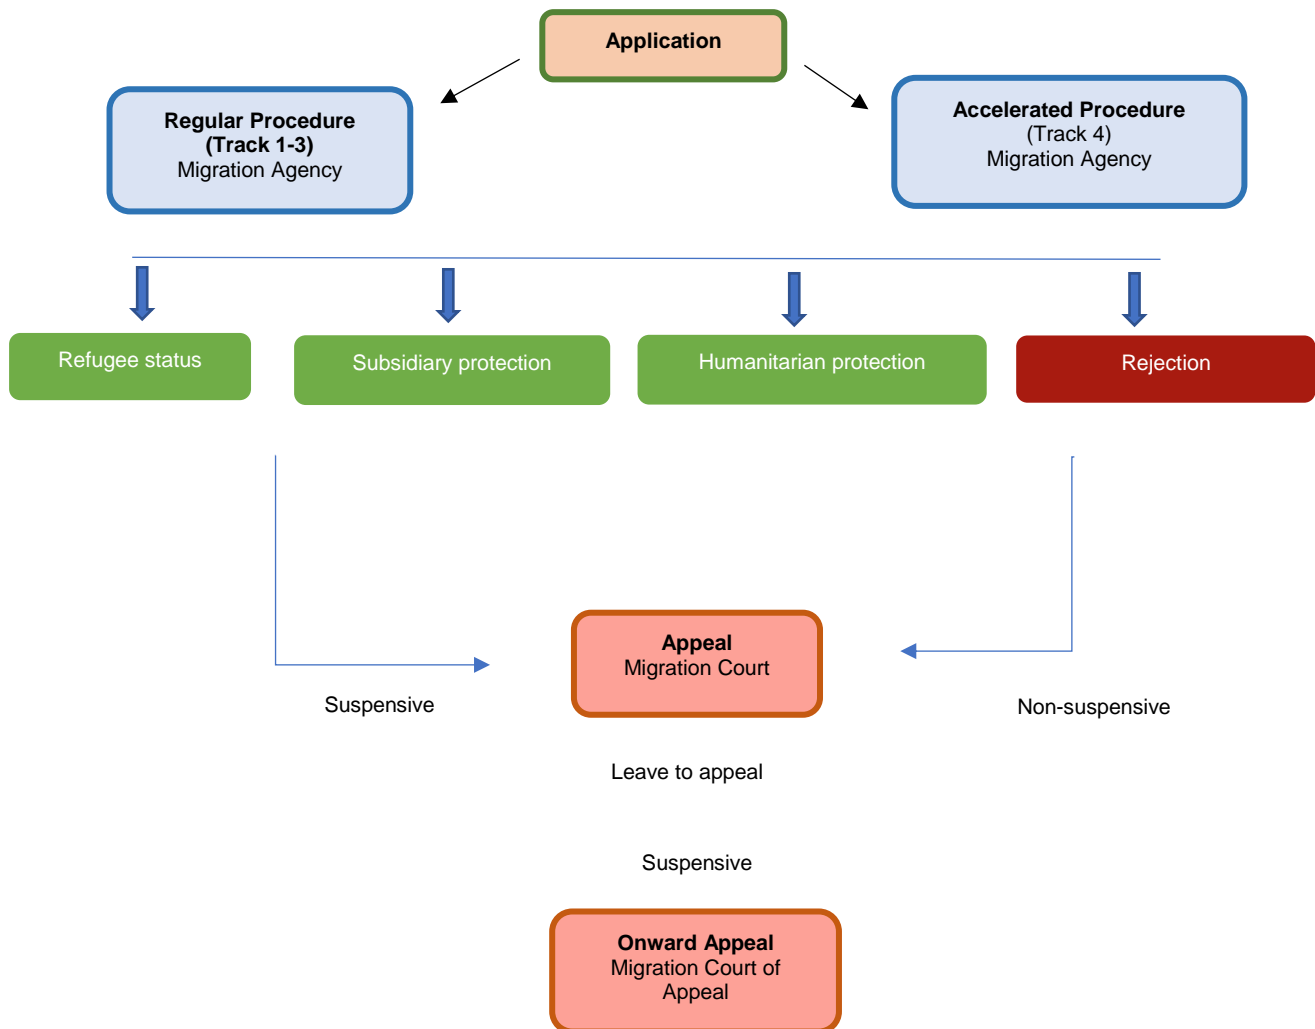 Application
Regular Procedure
(Track 1-3)
Migration Agency
Accelerated Procedure
(Track 4)
Migration Agency
Refugee status
Subsidiary protection
Humanitarian protection
Rejection
Appeal
Migration Court
Suspensive
Non-suspensive
Leave to appeal
Suspensive
Onward Appeal
Migration Court of
Appeal